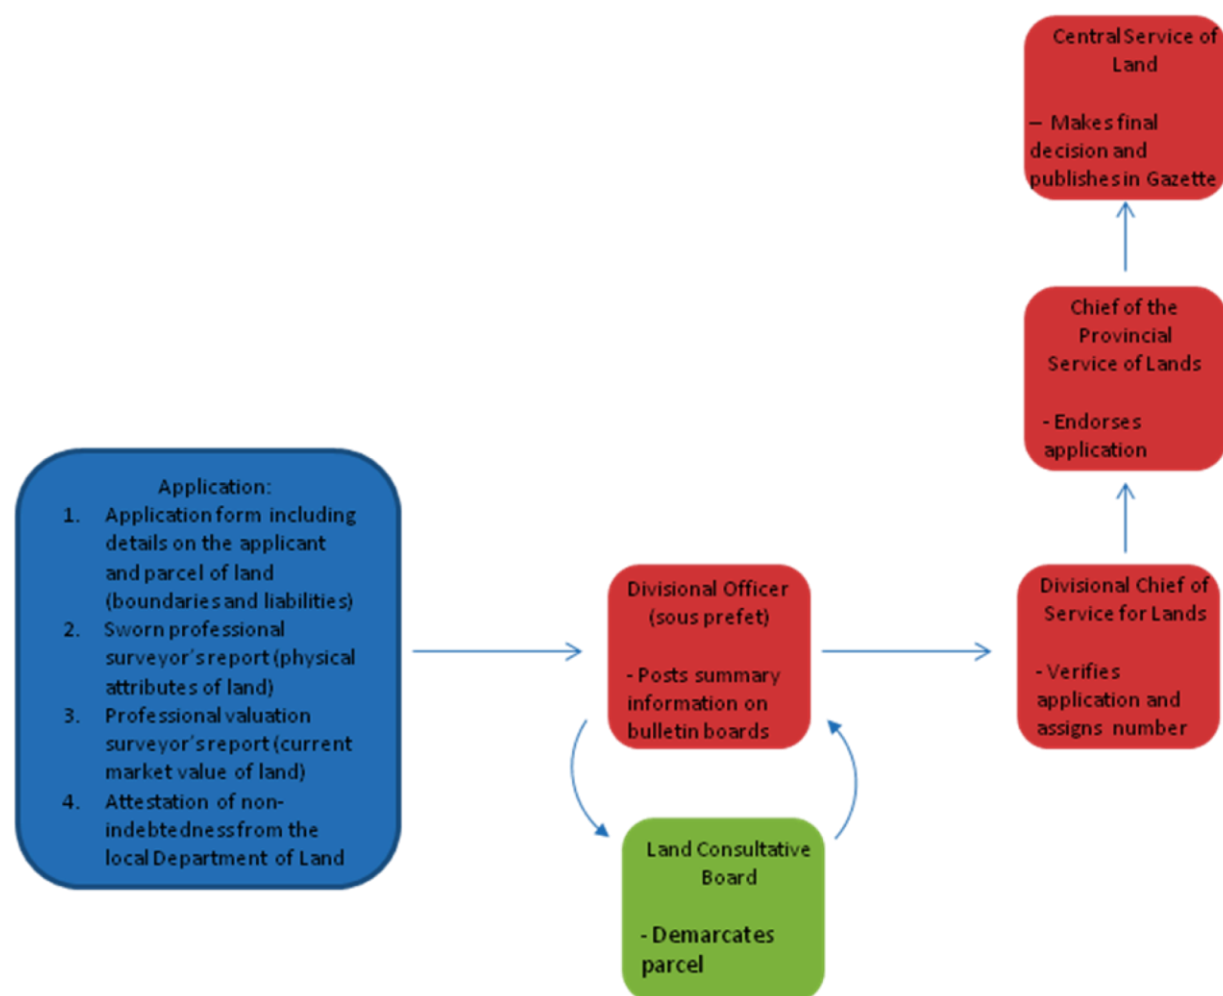 Application:
1. Application form including
details on the applicant
and parcel of land
(boundaries and liabilities)
2. Sworn professional
surveyor's report (physical
attributes of land)
3. Professional valuation
surveyor's report (current
market value of land)
4. Attestation of non-
indebtedness from the
local Department of Land
Divisional Officer
(sous prefet)
- Posts summary
information on
bulletin boards
Land Consultative
Board
- Demarcates
parcel
Divisional Chief of
Service for Lands
- Verifies
application and
assigns number
Chief of the
Provincial
Service of Lands
- Endorses
application
Central Service of
Land
– Makes final
decision and
publishes in Gazette